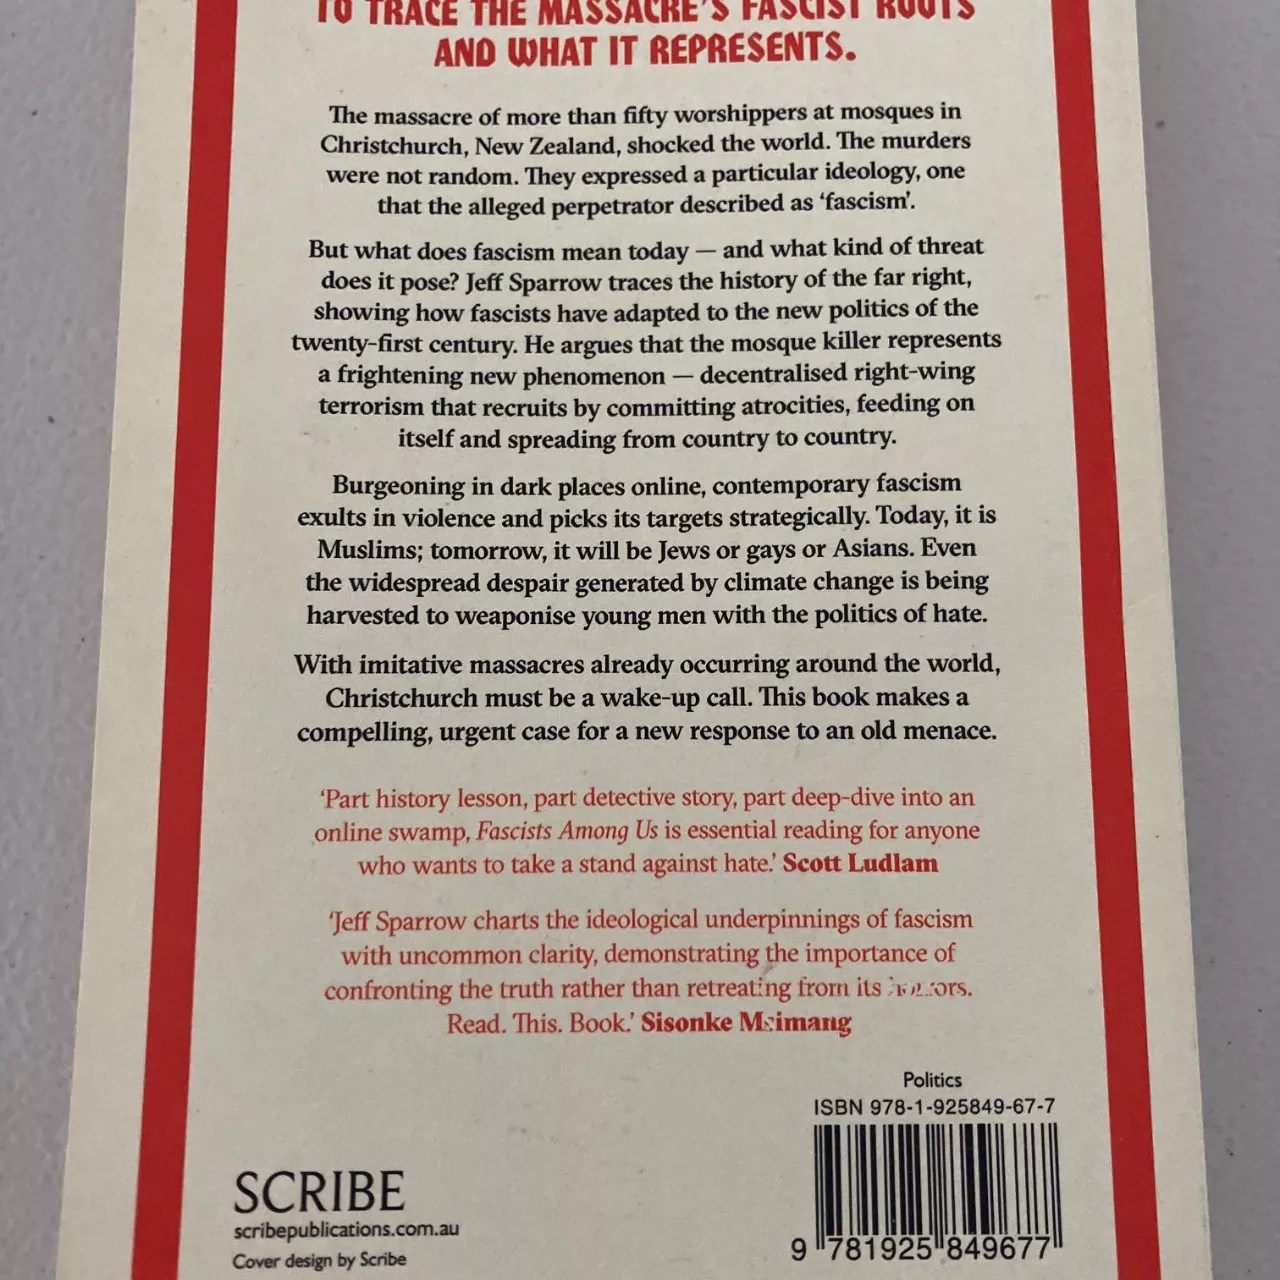 TO TRACE THE MASSACRE'S FASCIST ROOTS
AND WHAT IT REPRESENTS.
The massacre of more than fifty worshippers at mosques in
Christchurch, New Zealand, shocked the world. The murders
were not random. They expressed a particular ideology, one
that the alleged perpetrator described as ‘fascism’.
But what does fascism mean today — and what kind of threat
does it pose? Jeff Sparrow traces the history of the far right,
showing how fascists have adapted to the new politics of the
twenty-first century. He argues that the mosque killer represents
a frightening new phenomenon — decentralised right-wing
terrorism that recruits by committing atrocities, feeding on
itself and spreading from country to country.
Burgeoning in dark places online, contemporary fascism
exults in violence and picks its targets strategically. Today, it is
Muslims; tomorrow, it will be Jews or gays or Asians. Even
the widespread despair generated by climate change is being
harvested to weaponise young men with the politics of hate.
With imitative massacres already occurring around the world,
Christchurch must be a wake-up call. This book makes a
compelling, urgent case for a new response to an old menace.
‘Part history lesson, part detective story, part deep-dive into an
online swamp, Fascists Among Us is essential reading for anyone
who wants to take a stand against hate.’ Scott Ludlam
‘Jeff Sparrow charts the ideological underpinnings of fascism
with uncommon clarity, demonstrating the importance of
confronting the truth rather than retreating from its
Read. This. Book.’ Sisonke Msimang
Politics
ISBN 978-1-925849-67-7
SCRIBE
scribepublications.com.au
Cover design by Scribe
9 781925 849677